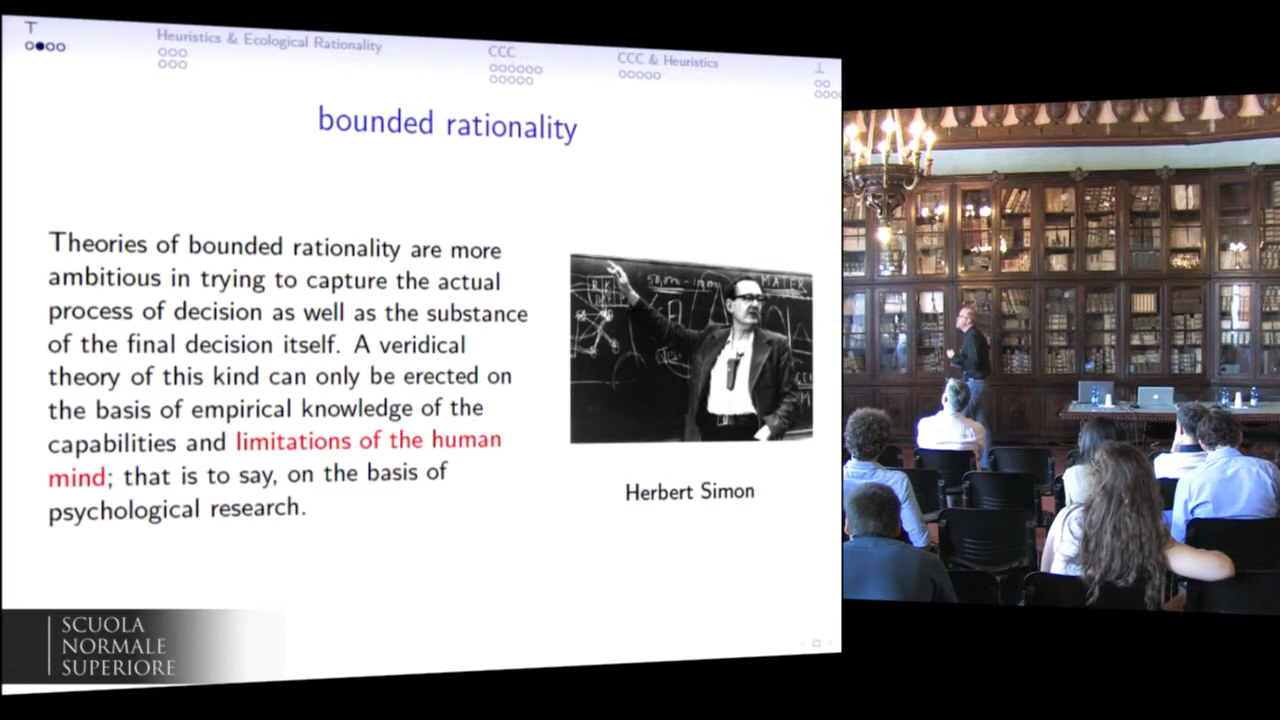 T
Heuristics & Ecological Rationality
CCC
CCC & Heuristics
⊥
bounded rationality
Theories of bounded rationality are more
ambitious in trying to capture the actual
process of decision as well as the substance
of the final decision itself. A veridical
theory of this kind can only be erected on
the basis of empirical knowledge of the
capabilities and limitations of the human
mind; that is to say, on the basis of
psychological research.
MATER
Herbert Simon
SCUOLA
NORMALE
SUPERIORE